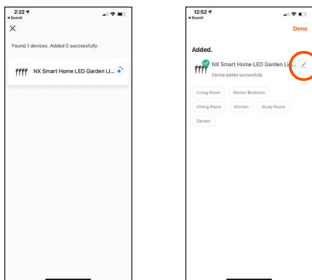 2:22
Search
Found 1 devices. Added 0 successfully.
NX Smart Home LED Garden Li...
12:52
Search
Done
Added.
NX Smart Home LED Garden Lig...
Device added successfully
Living Room
Master Bedroom
Dining Room
Kitchen
Study Room
Garden